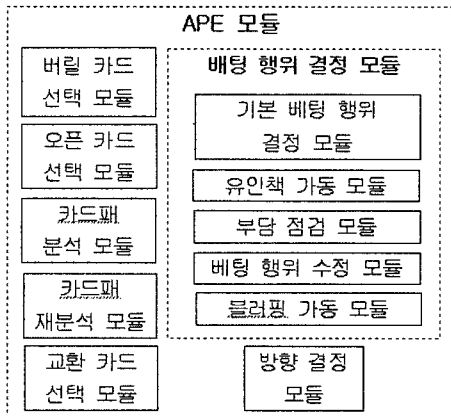 APE 모듈
버릴 카드
선택 모듈
오픈 카드
선택 모듈
카드패
분석 모듈
카드패
재분석 모듈
교환 카드
선택 모듈
배팅 행위 결정 모듈
기본 베팅 행위
결정 모듈
유인책 가동 모듈
부담 점검 모듈
베팅 행위 수정 모듈
블러핑 가동 모듈
방향 결정
모듈